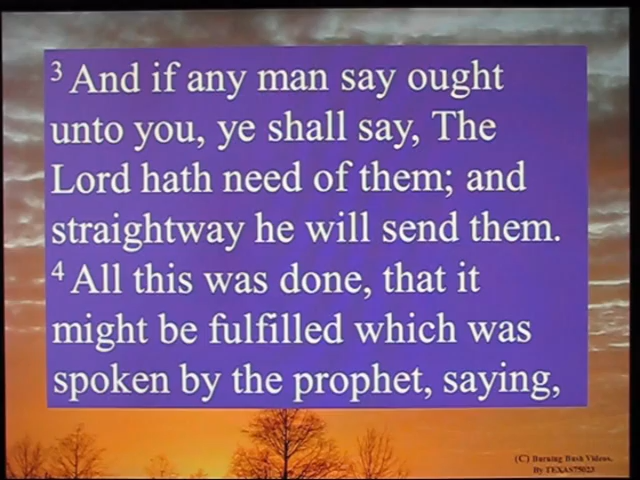 3 And if any man say ought
unto you, ye shall say, The
Lord hath need of them; and
straightway he will send them.
4 All this was done, that it
might be fulfilled which was
spoken by the prophet, saying,
(C) Burning Bush Videos.
By TEXAS75023